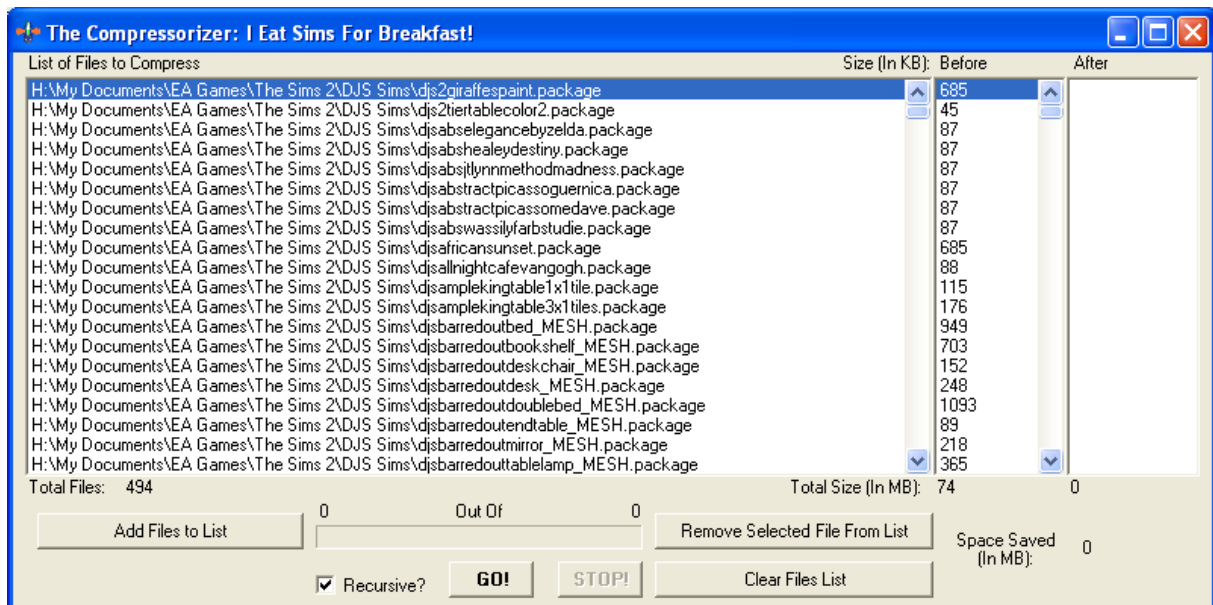 The Compressorizer: I Eat Sims For Breakfast!
List of Files to Compress Size (In KB): Before After
H:\My Documents\EA Games\The Sims 2\DJS Sims\djs2giraffespaint.package 685
H:\My Documents\EA Games\The Sims 2\DJS Sims\djs2tiertablecolor2.package 45
H:\My Documents\EA Games\The Sims 2\DJS Sims\djsabselegancebyzelda.package 87
H:\My Documents\EA Games\The Sims 2\DJS Sims\djsabshealeydestiny.package 87
H:\My Documents\EA Games\The Sims 2\DJS Sims\djsabsjtlynnmethodmadness.package 87
H:\My Documents\EA Games\The Sims 2\DJS Sims\djsabstractpicassoguernica.package 87
H:\My Documents\EA Games\The Sims 2\DJS Sims\djsabstractpicassomedave.package 87
H:\My Documents\EA Games\The Sims 2\DJS Sims\djsabswassilyfarbstudie.package 87
H:\My Documents\EA Games\The Sims 2\DJS Sims\djsafricansunset.package 685
H:\My Documents\EA Games\The Sims 2\DJS Sims\djsallnightcafevangogh.package 88
H:\My Documents\EA Games\The Sims 2\DJS Sims\djsamplekingtable1x1tile.package 115
H:\My Documents\EA Games\The Sims 2\DJS Sims\djsamplekingtable3x1tiles.package 176
H:\My Documents\EA Games\The Sims 2\DJS Sims\djsbarredoutbed_MESH.package 949
H:\My Documents\EA Games\The Sims 2\DJS Sims\djsbarredoutbookshelf_MESH.package 703
H:\My Documents\EA Games\The Sims 2\DJS Sims\djsbarredoutdeskchair_MESH.package 152
H:\My Documents\EA Games\The Sims 2\DJS Sims\djsbarredoutdesk_MESH.package 248
H:\My Documents\EA Games\The Sims 2\DJS Sims\djsbarredoutdoublebed_MESH.package 1093
H:\My Documents\EA Games\The Sims 2\DJS Sims\djsbarredoutendtable_MESH.package 89
H:\My Documents\EA Games\The Sims 2\DJS Sims\djsbarredoutmirror_MESH.package 218
H:\My Documents\EA Games\The Sims 2\DJS Sims\djsbarredouttablelamp_MESH.package 365
Total Files: 494 Total Size (In MB): 74 0
0 Out Of 0
Add Files to List Remove Selected File From List Space Saved
(In MB): 0
Recursive? GO! STOP! Clear Files List